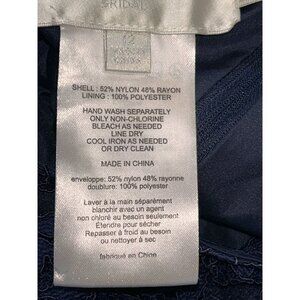 BRIDAL
12
SHELL : 52% NYLON 48% RAYON
LINING : 100% POLYESTER
HAND WASH SEPARATELY
ONLY NON-CHLORINE
BLEACH AS NEEDED
LINE DRY
COOL IRON AS NEEDED
OR DRY CLEAN
MADE IN CHINA
enveloppe: 52% nylon 48% rayonne
doublure: 100% polyester
Laver à la main séparément
blanchir avec un agent
non chloré au besoin seulement
Étendre pour sécher
Repasser à froid au besoin
ou nettoyer à sec
fabriqué en Chine